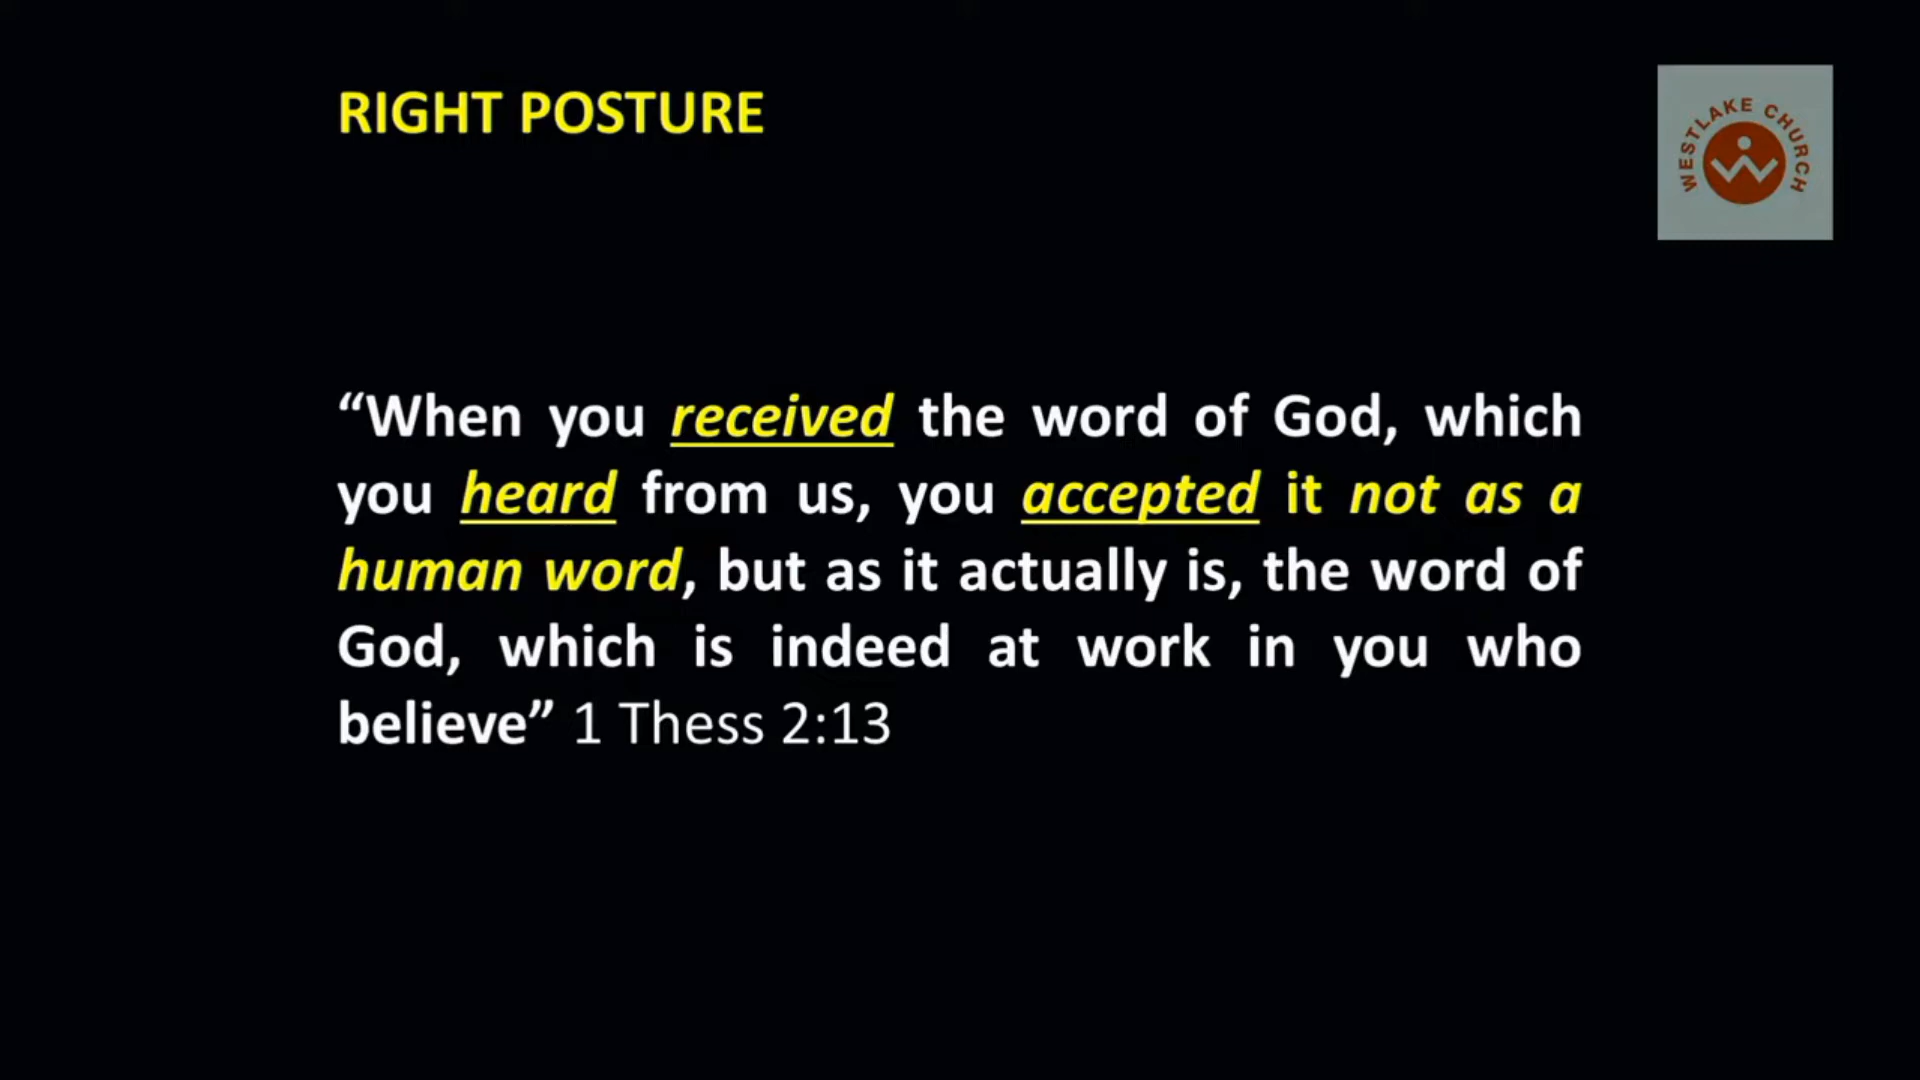 RIGHT POSTURE
WESTLAKE CHURCH
“When you received the word of God, which
you heard from us, you accepted it not as a
human word, but as it actually is, the word of
God, which is indeed at work in you who
believe” 1 Thess 2:13